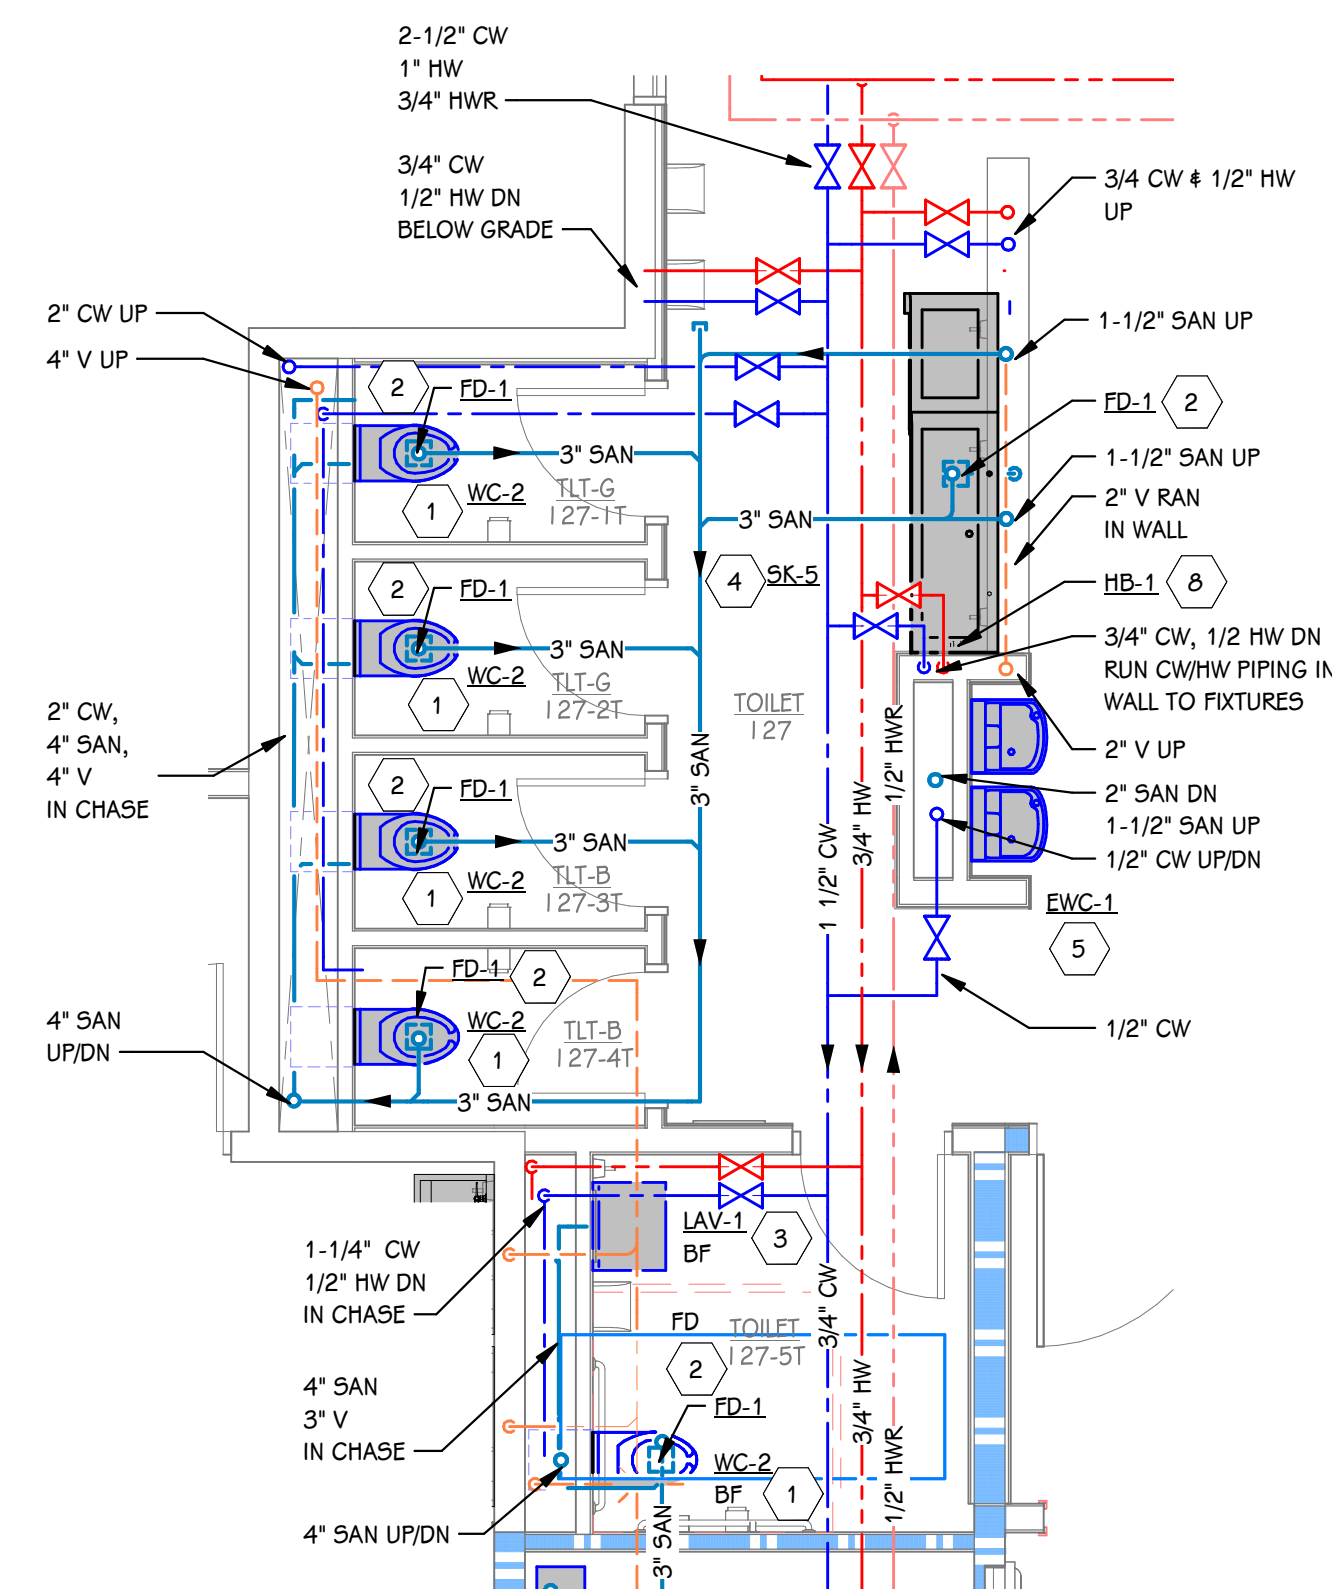 2-1/2" CW
1" HW
3/4" HWR
3/4" CW
1/2" HW DN
BELOW GRADE
3/4 CW & 1/2" HW
UP
2" CW UP
4" V UP
1-1/2" SAN UP
2
FD-1
FD-1
2
3" SAN
1-1/2" SAN UP
WC-2
1
TLT-G
127-1T
3" SAN
2" V RAN
IN WALL
2
FD-1
4
SK-5
HB-1
8
3" SAN
3/4" CW, 1/2 HW DN
RUN CW/HW PIPING IN
WALL TO FIXTURES
WC-2
1
TLT-G
127-2T
TOILET
127
2" CW,
4" SAN,
4" V
IN CHASE
1/2" HWR
2" V UP
3" SAN
2
FD-1
3/4" HW
2" SAN DN
1-1/2" SAN UP
1/2" CW UP/DN
3" SAN
1 1/2" CW
WC-2
1
TLT-B
127-3T
EWC-1
5
FD-1
2
4" SAN
UP/DN
WC-2
1
TLT-B
127-4T
1/2" CW
3" SAN
LAV-1
BF
3
1-1/4" CW
1/2" HW DN
IN CHASE
3/4" CW
FD
TOILET
127-5T
2
4" SAN
3" V
IN CHASE
FD-1
3/4" HW
WC-2
BF
1
1/2" HWR
4" SAN UP/DN
3" SAN